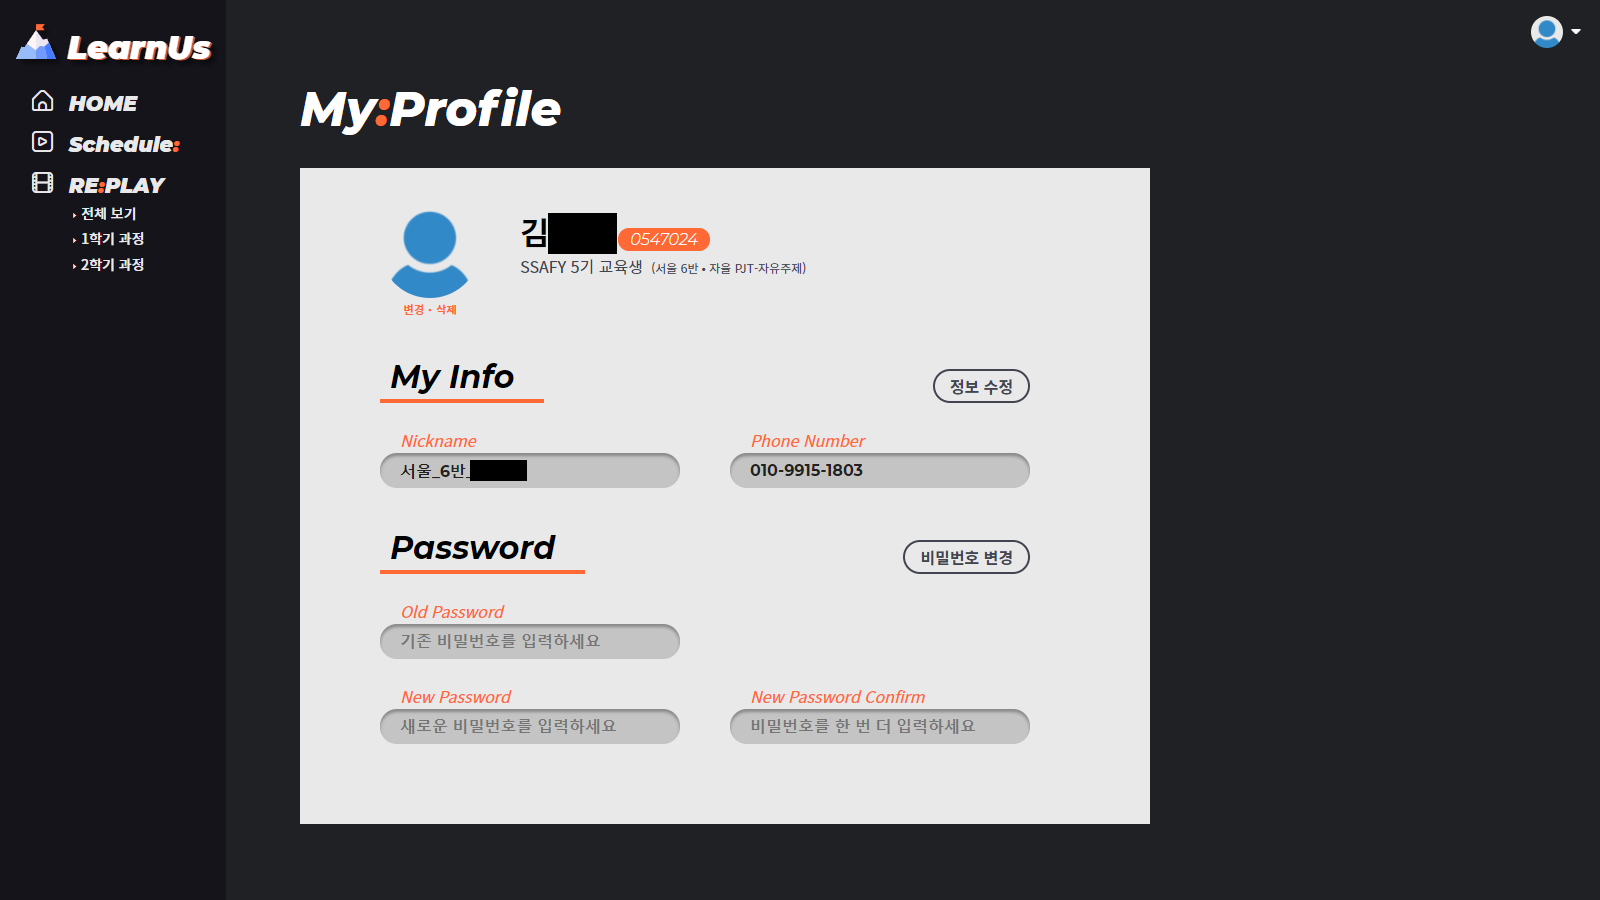 LearnUs
HOME
Schedule:
RE:PLAY
전체 보기
1학기 과정
2학기 과정
My:Profile
김
0547024
SSAFY 5기 교육생 (서울 6반 • 자율 PJT-자유주제)
변경 · 삭제
My Info
정보 수정
Nickname
Phone Number
서울_6반_
010-9915-1803
Password
비밀번호 변경
Old Password
기존 비밀번호를 입력하세요
New Password
New Password Confirm
새로운 비밀번호를 입력하세요
비밀번호를 한 번 더 입력하세요